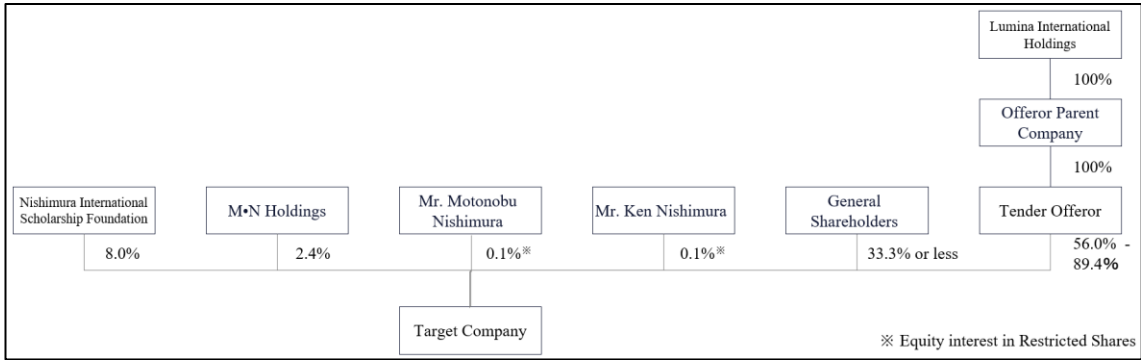 Lumina International
Holdings
100%
Offeror Parent
Company
100%
Nishimura International
Scholarship Foundation
M•N Holdings
Mr. Motonobu
Nishimura
Mr. Ken Nishimura
General
Shareholders
Tender Offeror
8.0%
2.4%
0.1%※
0.1%※
33.3% or less
56.0% -
89.4%
Target Company
※ Equity interest in Restricted Shares